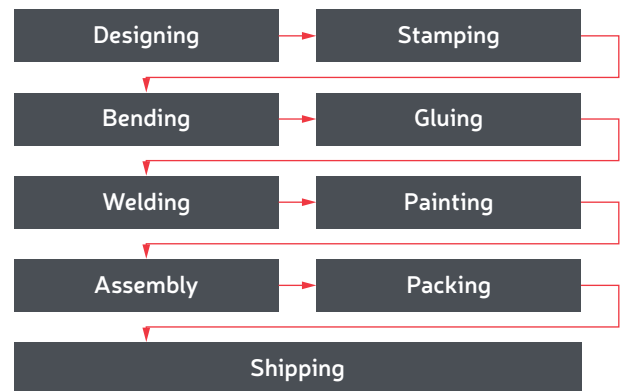 Designing
Stamping
Bending
Gluing
Welding
Painting
Assembly
Packing
Shipping